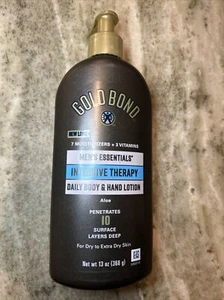 GOLD BOND
NEW LOOK
7 MOISTURIZERS + 3 VITAMINS
MEN'S ESSENTIALS
INTENSIVE THERAPY
DAILY BODY & HAND LOTION
Aloe
PENETRATES
10
SURFACE
LAYERS DEEP
For Dry to Extra Dry Skin
Net wt 13 oz (368 g)